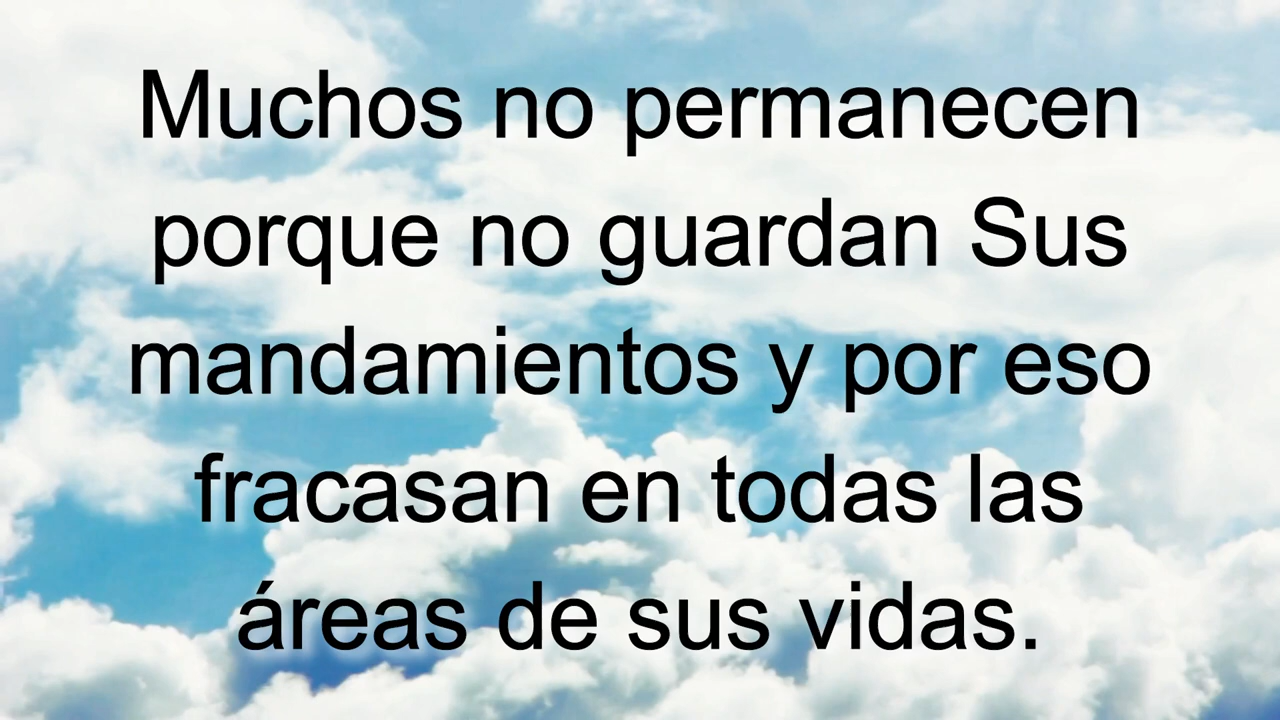 Muchos no permanecen
porque no guardan Sus
mandamientos y por eso
fracasan en todas las
áreas de sus vidas.